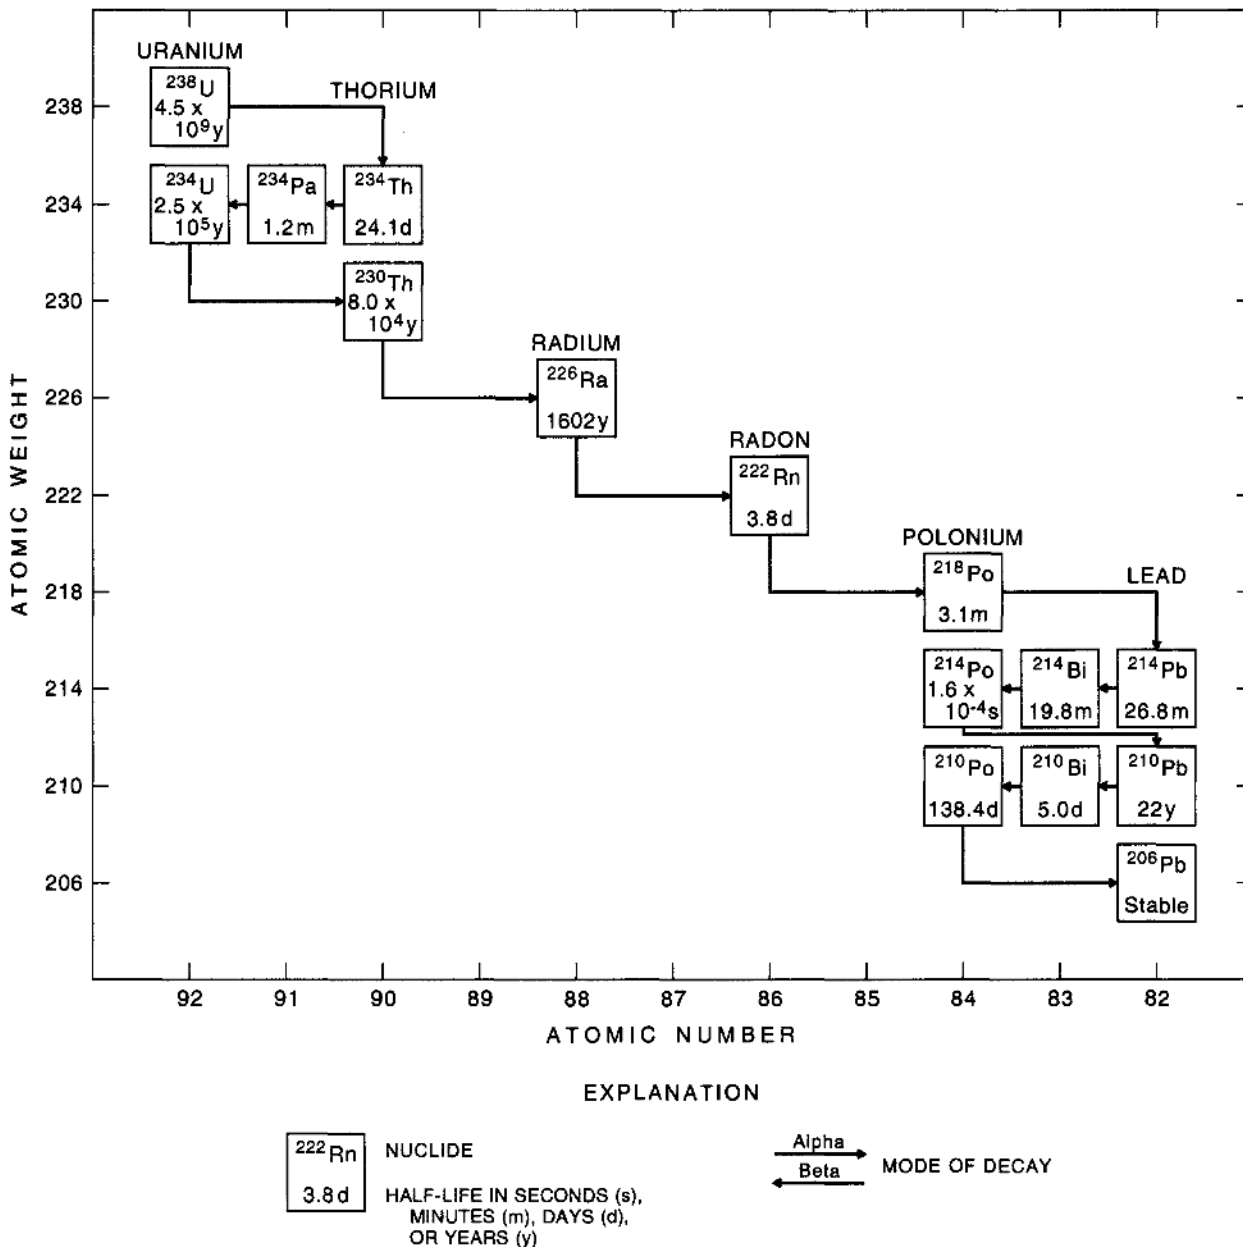 URANIUM
²³⁸U
4.5 x
10⁹y
THORIUM
238
²³⁴U
2.5 x
10⁵y
²³⁴Pa
1.2m
²³⁴Th
24.1d
234
²³⁰Th
8.0 x
10⁴y
230
RADIUM
²²⁶Ra
1602y
226
RADON
²²²Rn
3.8d
222
POLONIUM
²¹⁸Po
3.1m
LEAD
218
²¹⁴Po
1.6 x
10⁻⁴s
²¹⁴Bi
19.8m
²¹⁴Pb
26.8m
214
²¹⁰Po
138.4d
²¹⁰Bi
5.0d
²¹⁰Pb
22y
210
²⁰⁶Pb
Stable
206
ATOMIC WEIGHT
92 91 90 89 88 87 86 85 84 83 82
ATOMIC NUMBER
EXPLANATION
²²²Rn
3.8d
NUCLIDE
HALF-LIFE IN SECONDS (s),
MINUTES (m), DAYS (d),
OR YEARS (y)
Alpha
Beta
MODE OF DECAY